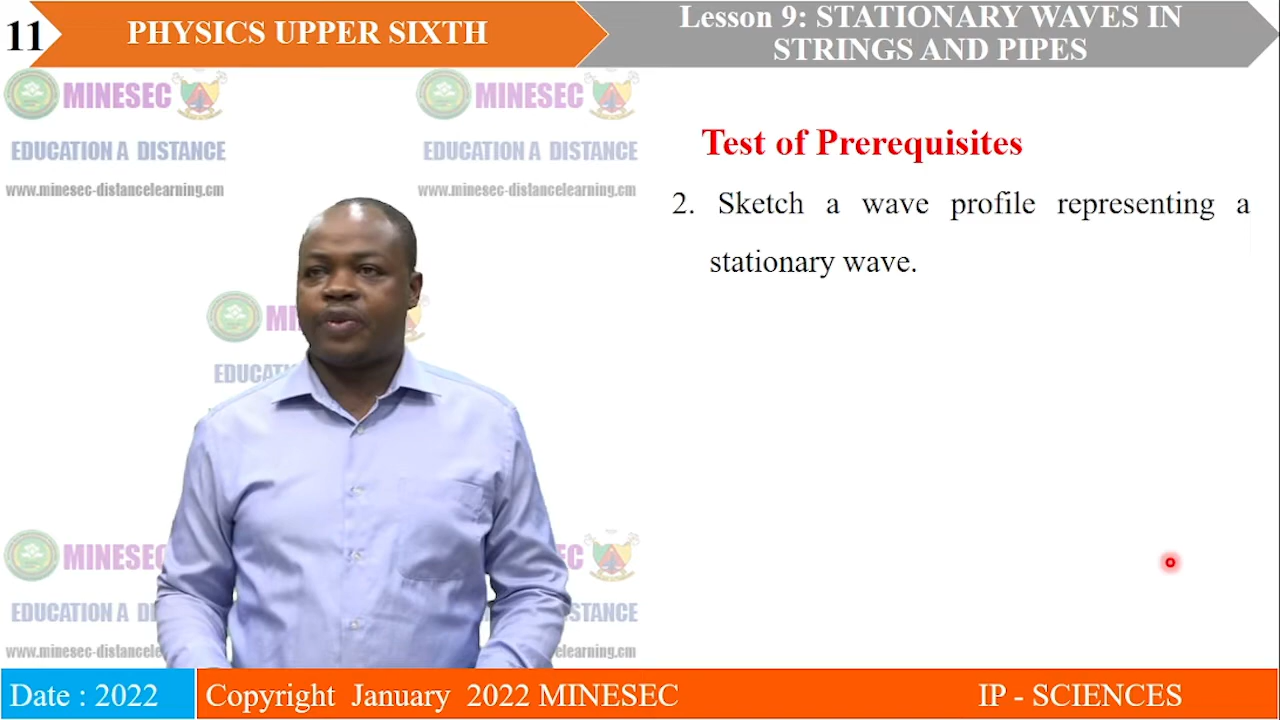 11
PHYSICS UPPER SIXTH
Lesson 9: STATIONARY WAVES IN
STRINGS AND PIPES
MINESEC
MINESEC
EDUCATION A DISTANCE
EDUCATION A DISTANCE
www.minesec-distancelearning.cm
www.minesec-distancelearning.cm
Test of Prerequisites
2. Sketch a wave profile representing a
stationary wave.
MINESEC
Date : 2022
Copyright January 2022 MINESEC
IP - SCIENCES